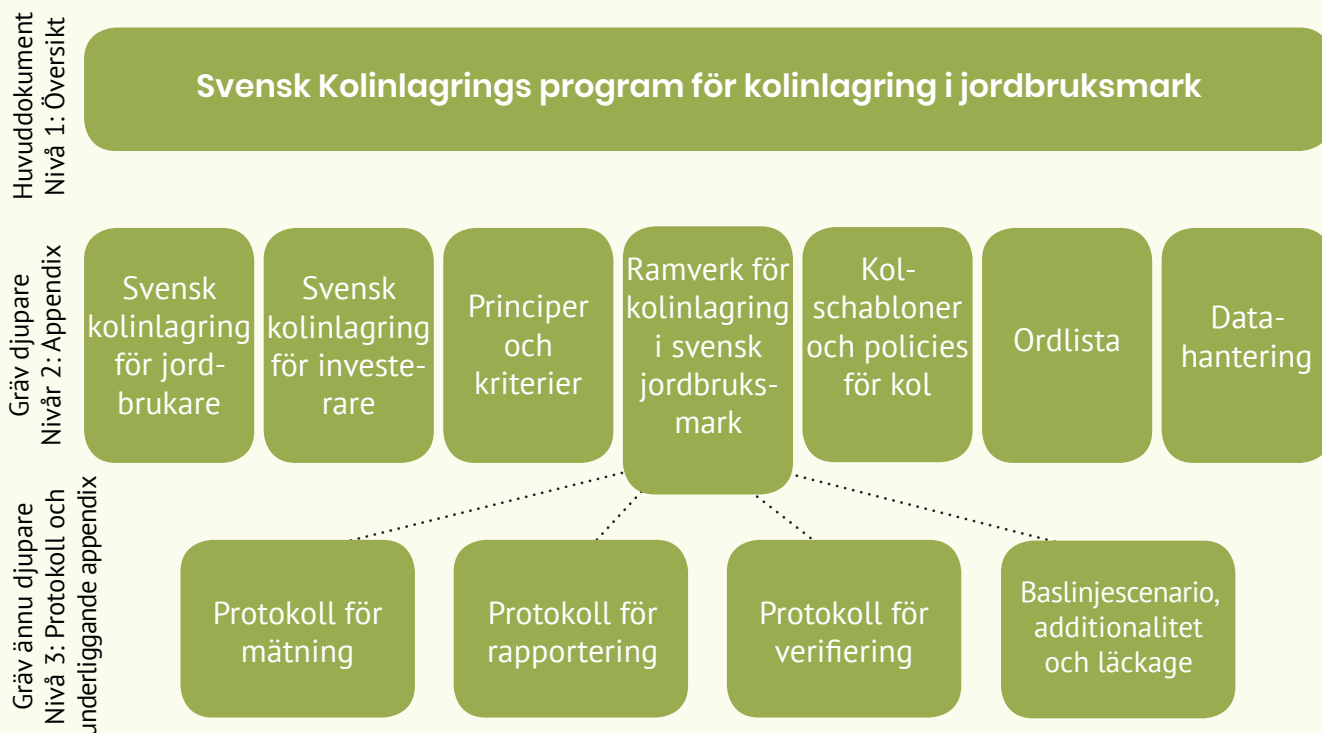 Huvuddokument
Nivå 1: Översikt
Svensk Kolinlagrings program för kolinlagring i jordbruksmark
Gräv djupare
Nivår 2: Appendix
Svensk
kolinlagring
för jord-
brukare
Svensk
kolinlagring
för investe-
rare
Principer
och
kriterier
Ramverk för
kolinlagring
i svensk
jordbruks-
mark
Kol-
schabloner
och policies
för kol
Ordlista
Data-
hantering
Gräv ännu djupare
Nivå 3: Protokoll och
underliggande appendix
Protokoll för
mätning
Protokoll för
rapportering
Protokoll för
verifiering
Baslinjescenario,
additionalitet
och läckage